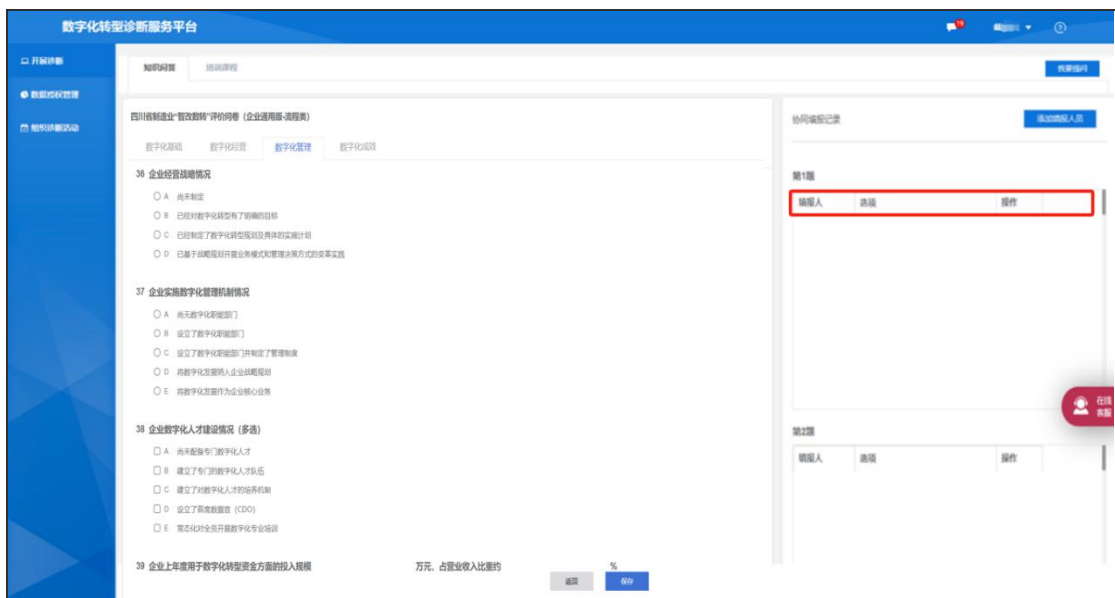 数字化转型诊断服务平台
19
开展诊断
数据授权管理
组织诊断活动
知识问答 培训课程
我要提问
四川省制造业“智改数转”评价问卷（企业通用版-流程类）
数字化基础 数字化经营 数字化管理 数字化成效
36 企业经营战略情况
A 尚未制定
B 已经对数字化转型有了明确的目标
C 已经制定了数字化转型规划及具体的实施计划
D 已基于战略规划开展业务模式和管理决策方式的变革实践
37 企业实施数字化管理机制情况
A 尚无数字化职能部门
B 设立了数字化职能部门
C 设立了数字化职能部门并制定了管理制度
D 将数字化发展纳入企业战略规划
E 将数字化发展作为企业核心业务
38 企业数字化人才建设情况（多选）
A 尚未配备专门数字化人才
B 建立了专门的数字化人才队伍
C 建立了对数字化人才的培养机制
D 设立了首席数据官（CDO）
E 常态化对全员开展数字化专业培训
39 企业上年度用于数字化转型资金方面的投入规模 万元，占营业收入比重约 %
返回 保存
协同填报记录
添加填报人员
第1题
填报人 选项 操作
第2题
填报人 选项 操作
在线
客服